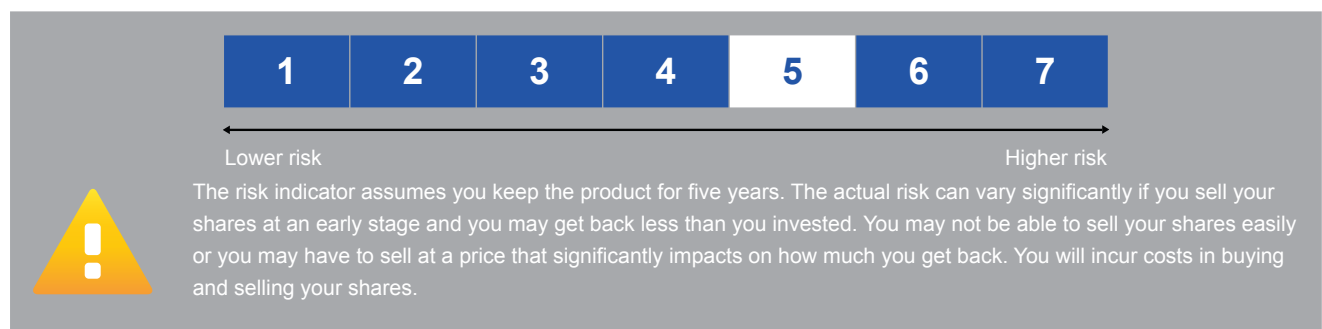 1 2 3 4 5 6 7
Lower risk Higher risk
The risk indicator assumes you keep the product for five years. The actual risk can vary significantly if you sell your
shares at an early stage and you may get back less than you invested. You may not be able to sell your shares easily
or you may have to sell at a price that significantly impacts on how much you get back. You will incur costs in buying
and selling your shares.